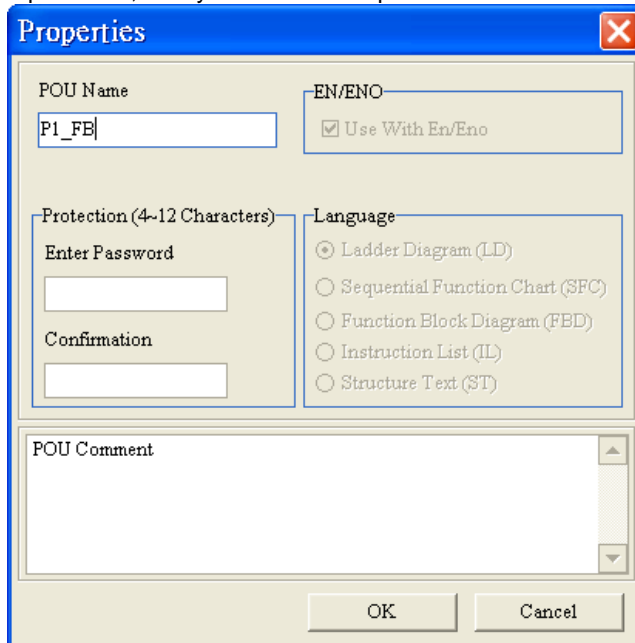 Properties
POU Name
P1_FB
EN/ENO
Use With En/Eno
Protection (4~12 Characters)
Enter Password
Confirmation
Language
Ladder Diagram (LD)
Sequential Function Chart (SFC)
Function Block Diagram (FBD)
Instruction List (IL)
Structure Text (ST)
POU Comment
OK
Cancel